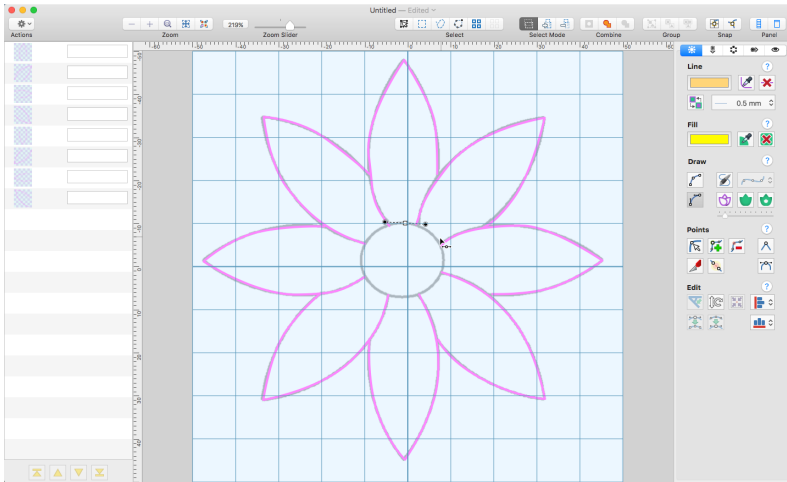 Untitled — Edited
219%
Actions
Zoom
Zoom Slider
Select
Select Mode
Combine
Group
Snap
Panel
Line
?
0.5 mm
Fill
?
Draw
?
Points
?
Edit
?